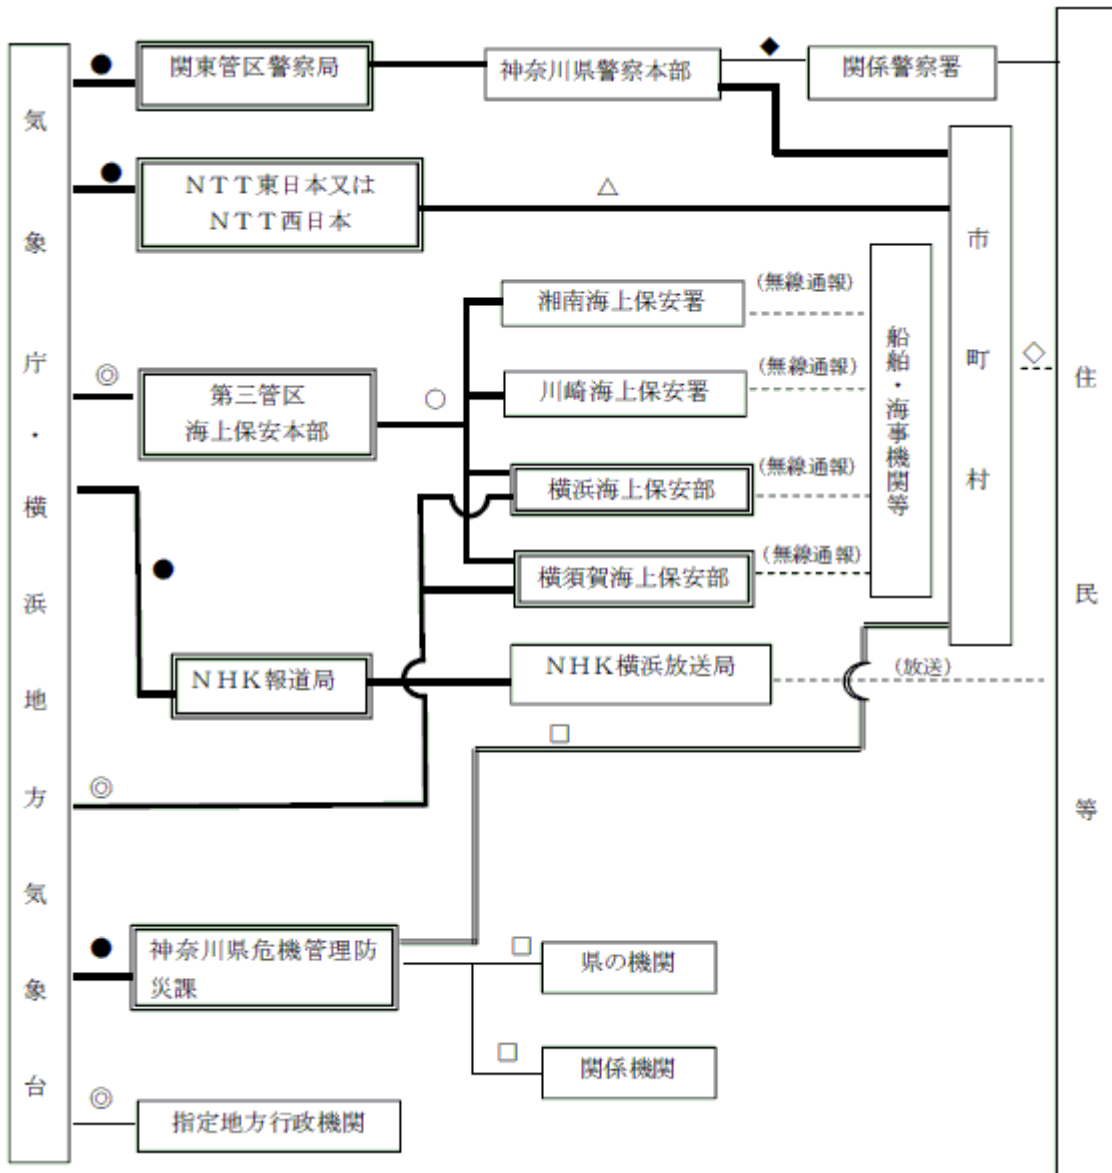 気象庁・横浜地方気象台
●
関東管区警察局
神奈川県警察本部
◆
関係警察署
●
NTT東日本又は
NTT西日本
△
市町村
湘南海上保安署
(無線通報)
船舶・海事機関等
◎
第三管区
海上保安本部
○
川崎海上保安署
(無線通報)
◇
住民等
横浜海上保安部
(無線通報)
●
横須賀海上保安部
(無線通報)
NHK報道局
NHK横浜放送局
(放送)
□
◎
●
神奈川県危機管理防
災課
□
県の機関
□
関係機関
◎
指定地方行政機関